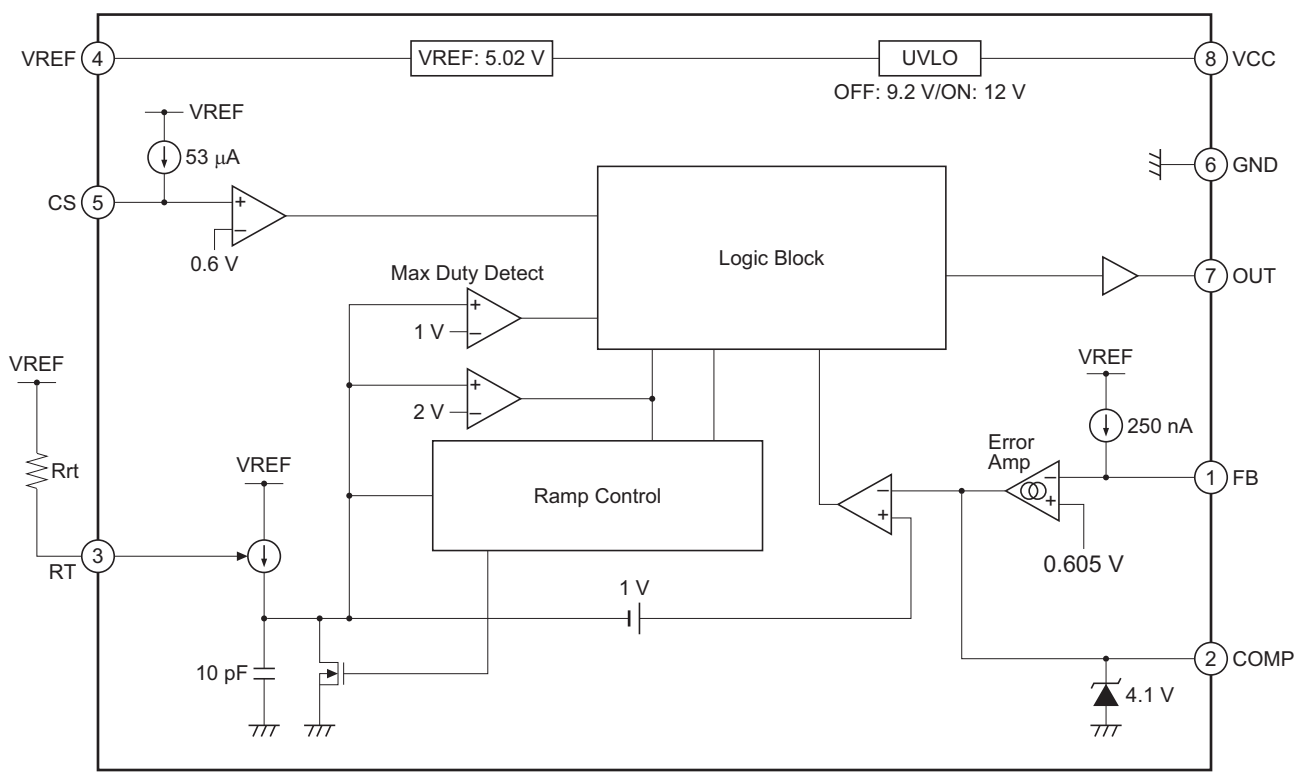 VREF 4
VREF: 5.02 V
UVLO
8 VCC
OFF: 9.2 V/ON: 12 V
VREF
53 μA
CS 5
+
−
0.6 V
6 GND
Logic Block
7 OUT
Max Duty Detect
+
1 V −
+
2 V −
VREF
Rrt
RT 3
VREF
Ramp Control
−
+
Error
Amp
−
+
0.605 V
VREF
250 nA
1 FB
1 V
10 pF
2 COMP
4.1 V